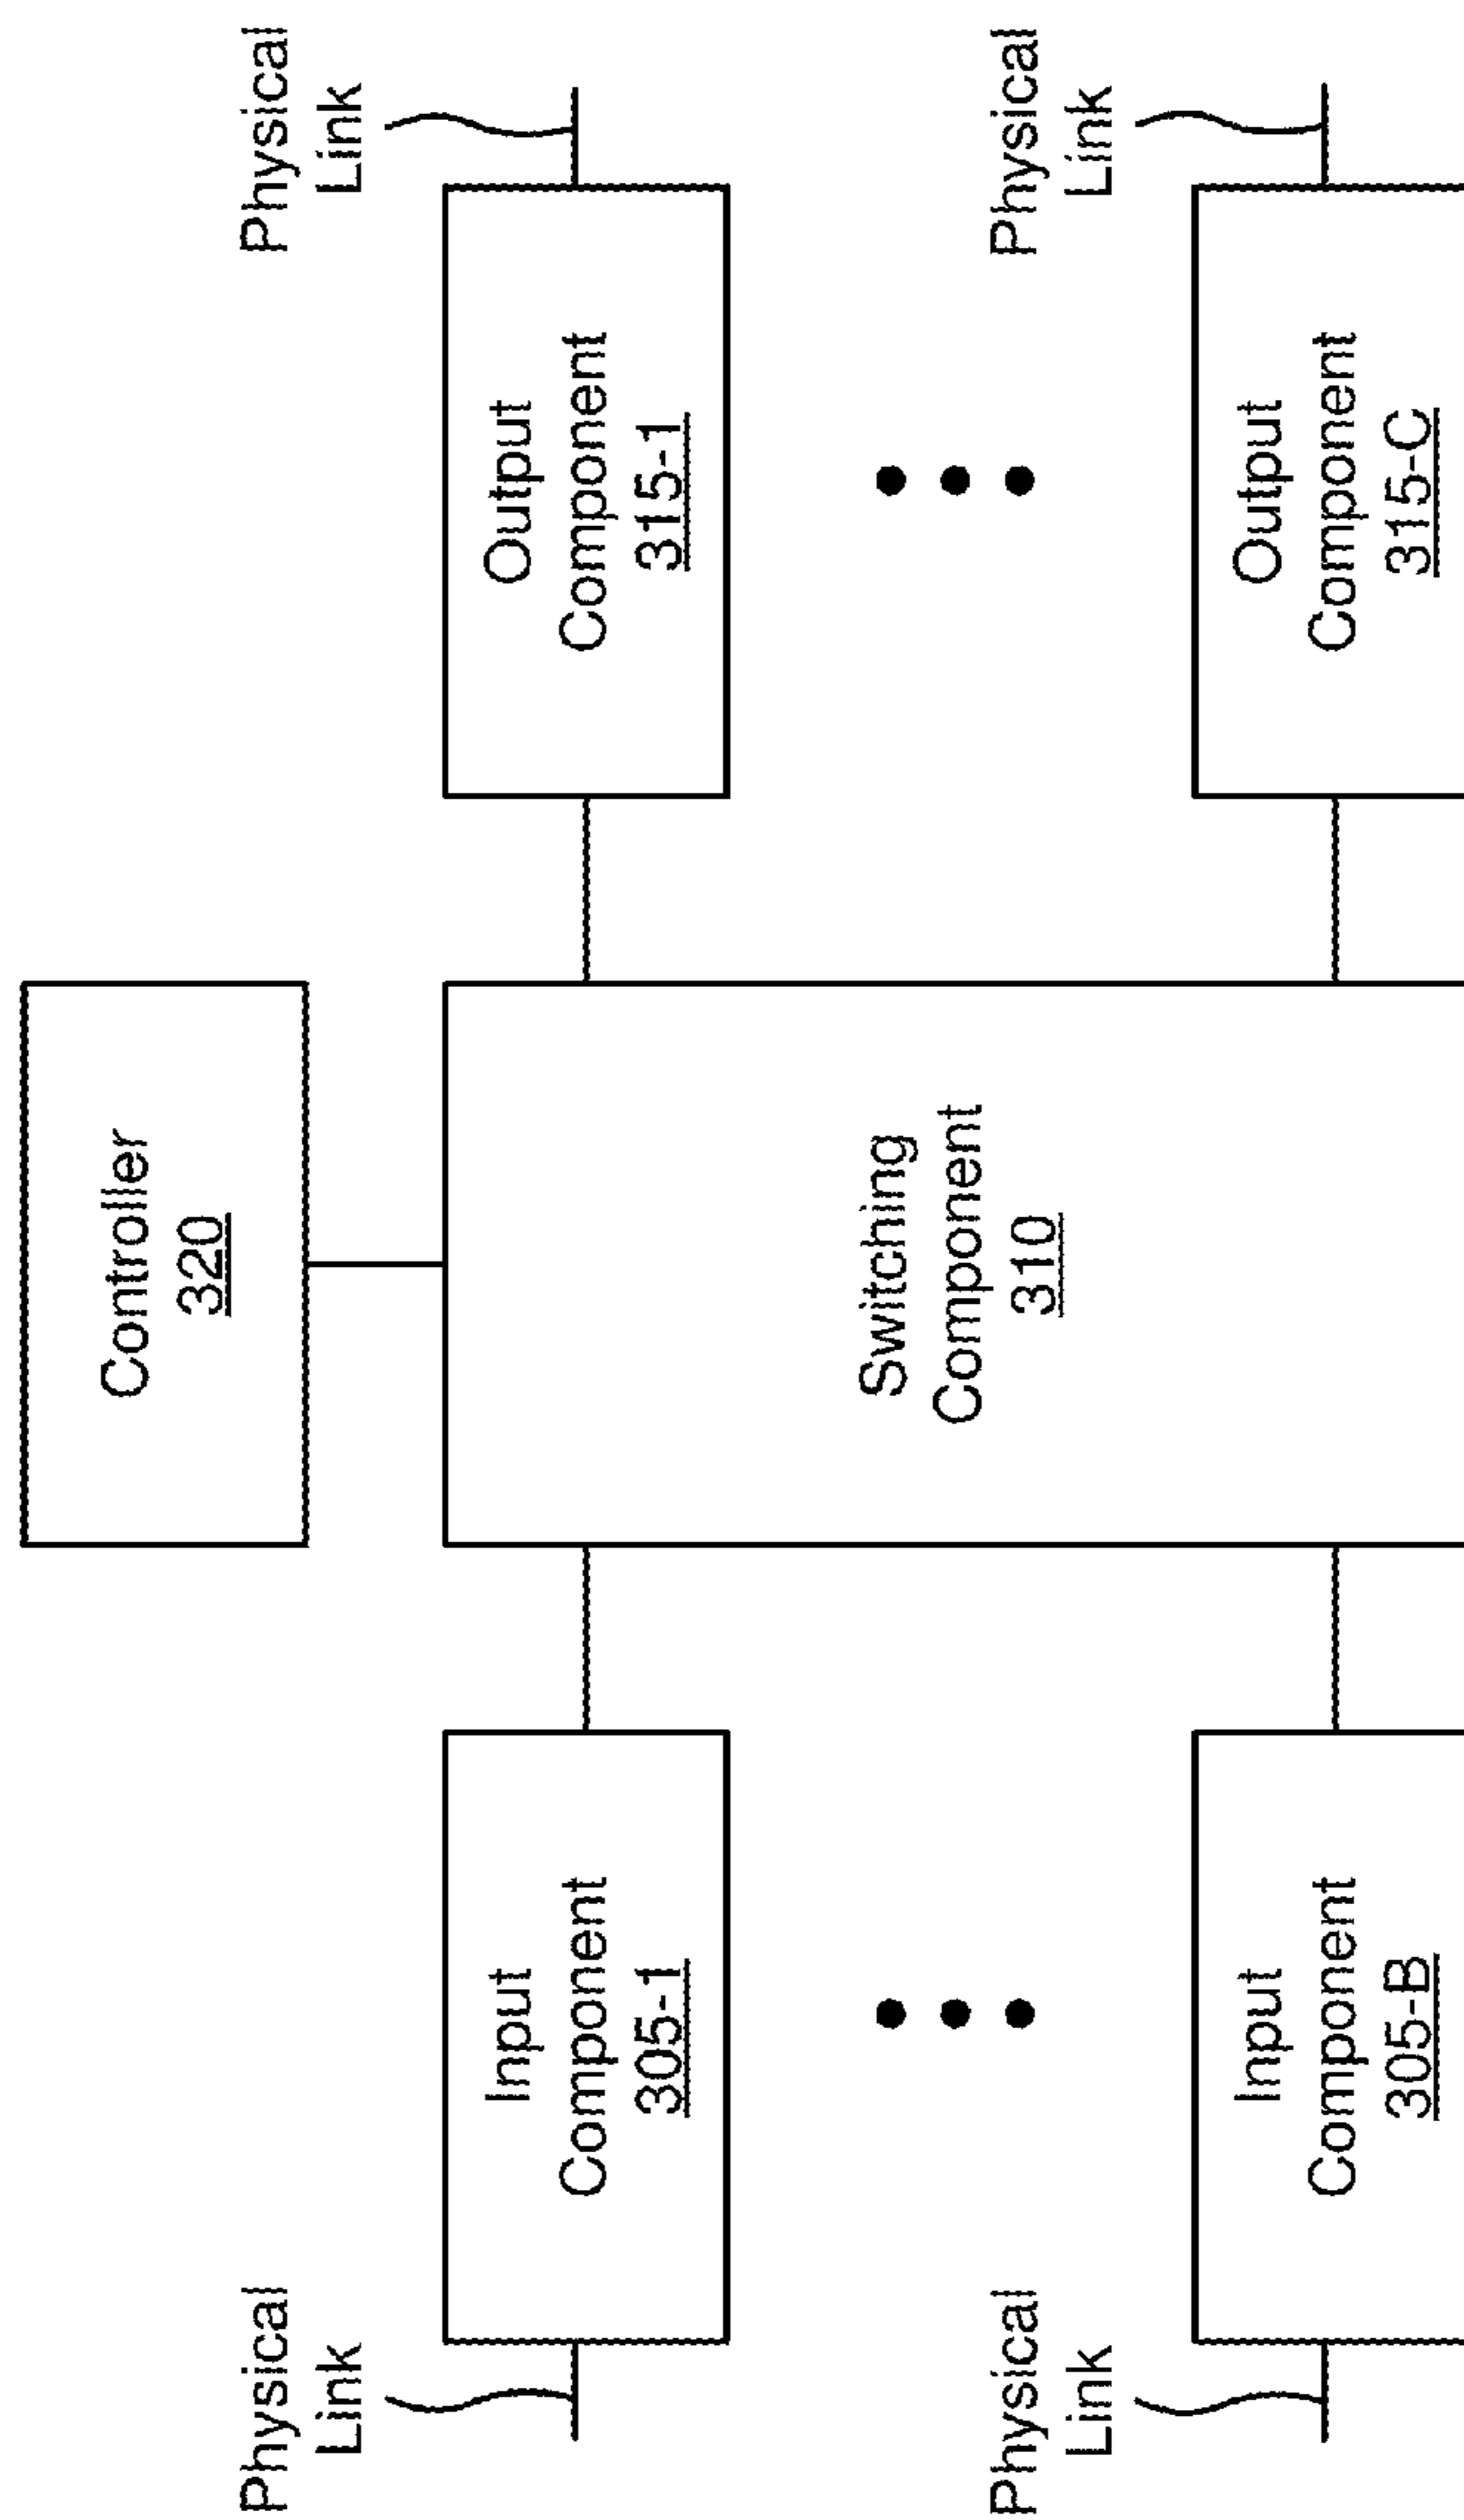 Controller
320
Physical
Link
Input
Component
305-1
Switching
Component
310
Output
Component
315-1
Physical
Link
Physical
Link
Input
Component
305-B
Output
Component
315-C
Physical
Link